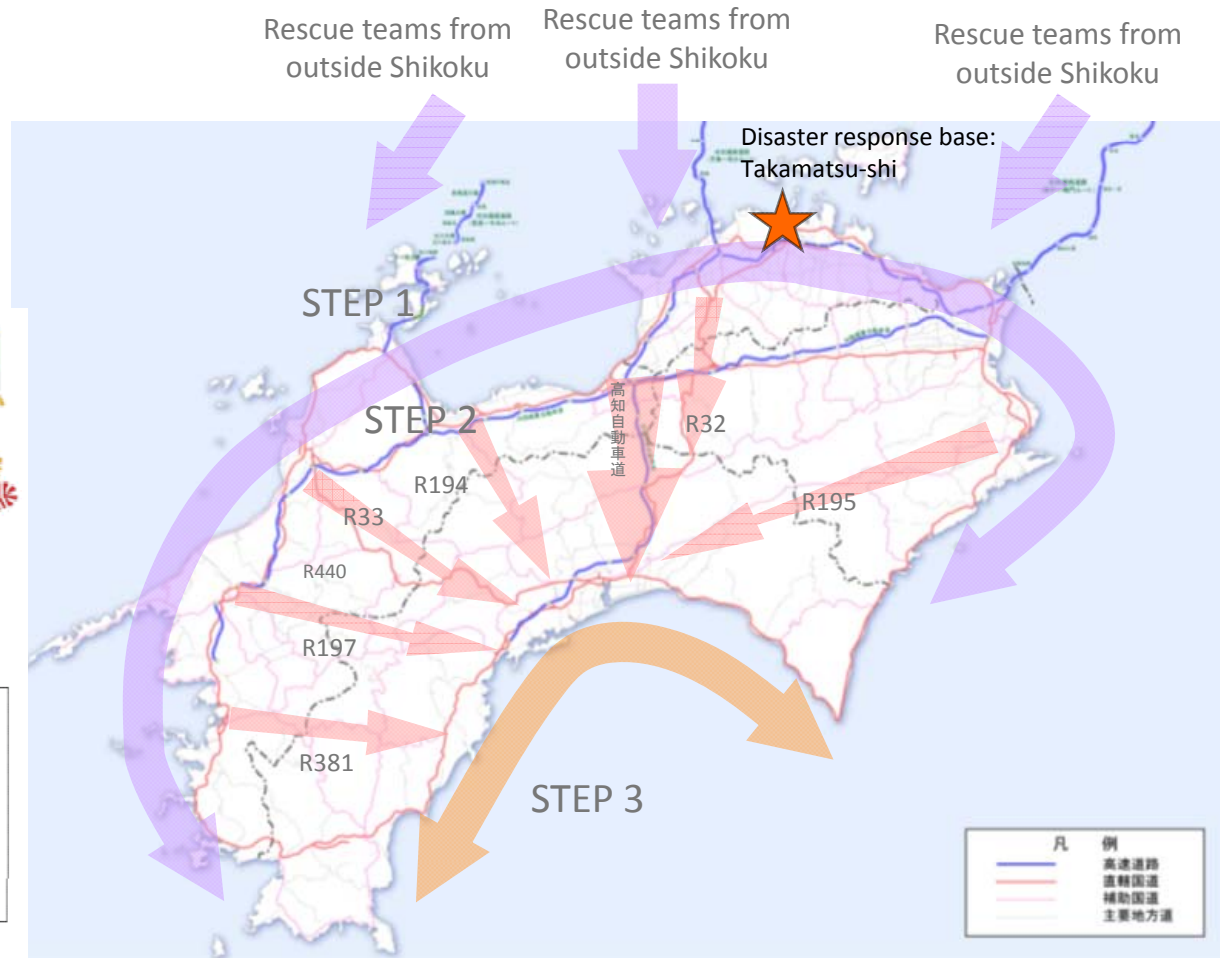 Rescue teams from
outside Shikoku
Rescue teams from
outside Shikoku
Rescue teams from
outside Shikoku
Disaster response base:
Takamatsu-shi
STEP 1
STEP 2
高知自動車道
R32
R194
R33
R195
R440
R197
R381
STEP 3
凡 例
高速道路
直轄国道
補助国道
主要地方道